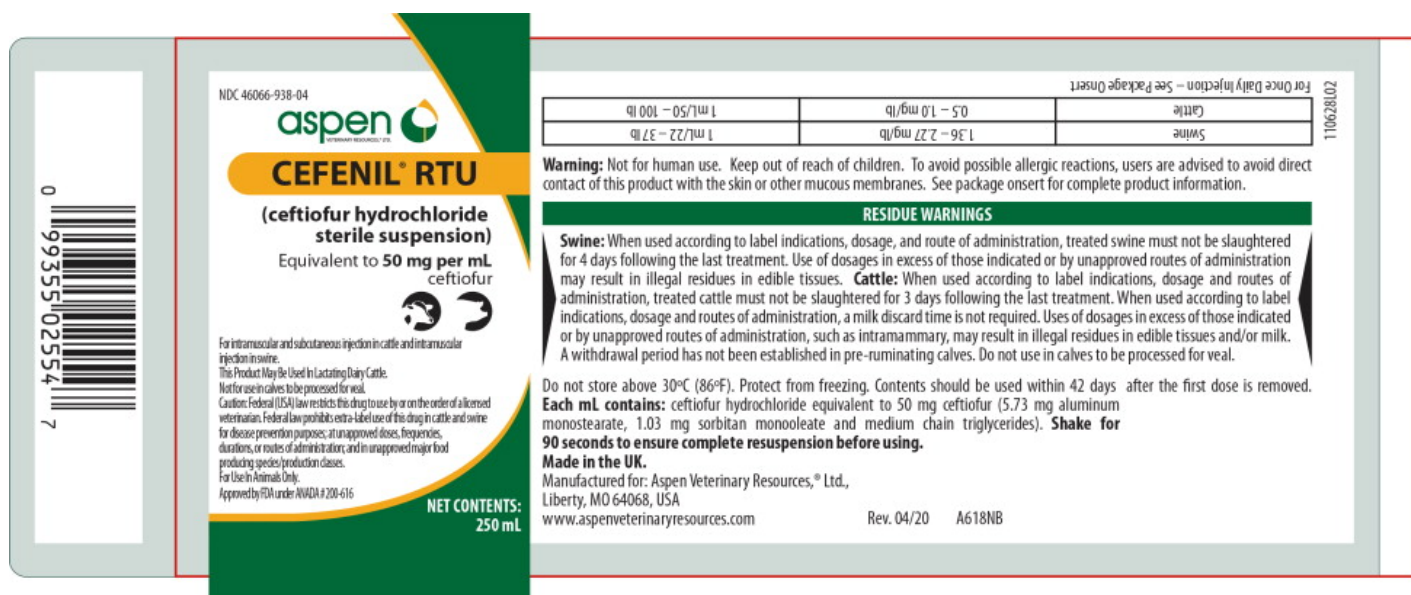 0 99355 02554 7
NDC 46066-938-04
aspen
VETERINARY RESOURCES,® LTD.
CEFENIL® RTU
(ceftiofur hydrochloride
sterile suspension)
Equivalent to 50 mg per mL
ceftiofur
For intramuscular and subcutaneous injection in cattle and intramuscular
injection in swine.
This Product May Be Used In Lactating Dairy Cattle.
Not for use in calves to be processed for veal.
Caution: Federal (USA) law restricts this drug to use by or on the order of a licensed
veterinarian. Federal law prohibits extra-label use of this drug in cattle and swine
for disease prevention purposes; at unapproved doses, frequencies,
durations, or routes of administration; and in unapproved major food
producing species/production classes.
For Use In Animals Only.
Approved by FDA under ANADA # 200-616
NET CONTENTS:
250 mL
Swine 1.36 – 2.27 mg/lb 1 mL/22 – 37 lb
Cattle 0.5 – 1.0 mg/lb 1 mL/50 – 100 lb
For Once Daily Injection – See Package Onsert
110628L02
Warning: Not for human use. Keep out of reach of children. To avoid possible allergic reactions, users are advised to avoid direct
contact of this product with the skin or other mucous membranes. See package onsert for complete product information.
RESIDUE WARNINGS
Swine: When used according to label indications, dosage, and route of administration, treated swine must not be slaughtered
for 4 days following the last treatment. Use of dosages in excess of those indicated or by unapproved routes of administration
may result in illegal residues in edible tissues. Cattle: When used according to label indications, dosage and routes of
administration, treated cattle must not be slaughtered for 3 days following the last treatment. When used according to label
indications, dosage and routes of administration, a milk discard time is not required. Uses of dosages in excess of those indicated
or by unapproved routes of administration, such as intramammary, may result in illegal residues in edible tissues and/or milk.
A withdrawal period has not been established in pre-ruminating calves. Do not use in calves to be processed for veal.
Do not store above 30ºC (86ºF). Protect from freezing. Contents should be used within 42 days after the first dose is removed.
Each mL contains: ceftiofur hydrochloride equivalent to 50 mg ceftiofur (5.73 mg aluminum
monostearate, 1.03 mg sorbitan monooleate and medium chain triglycerides). Shake for
90 seconds to ensure complete resuspension before using.
Made in the UK.
Manufactured for: Aspen Veterinary Resources,® Ltd.,
Liberty, MO 64068, USA
www.aspenveterinaryresources.com Rev. 04/20 A618NB